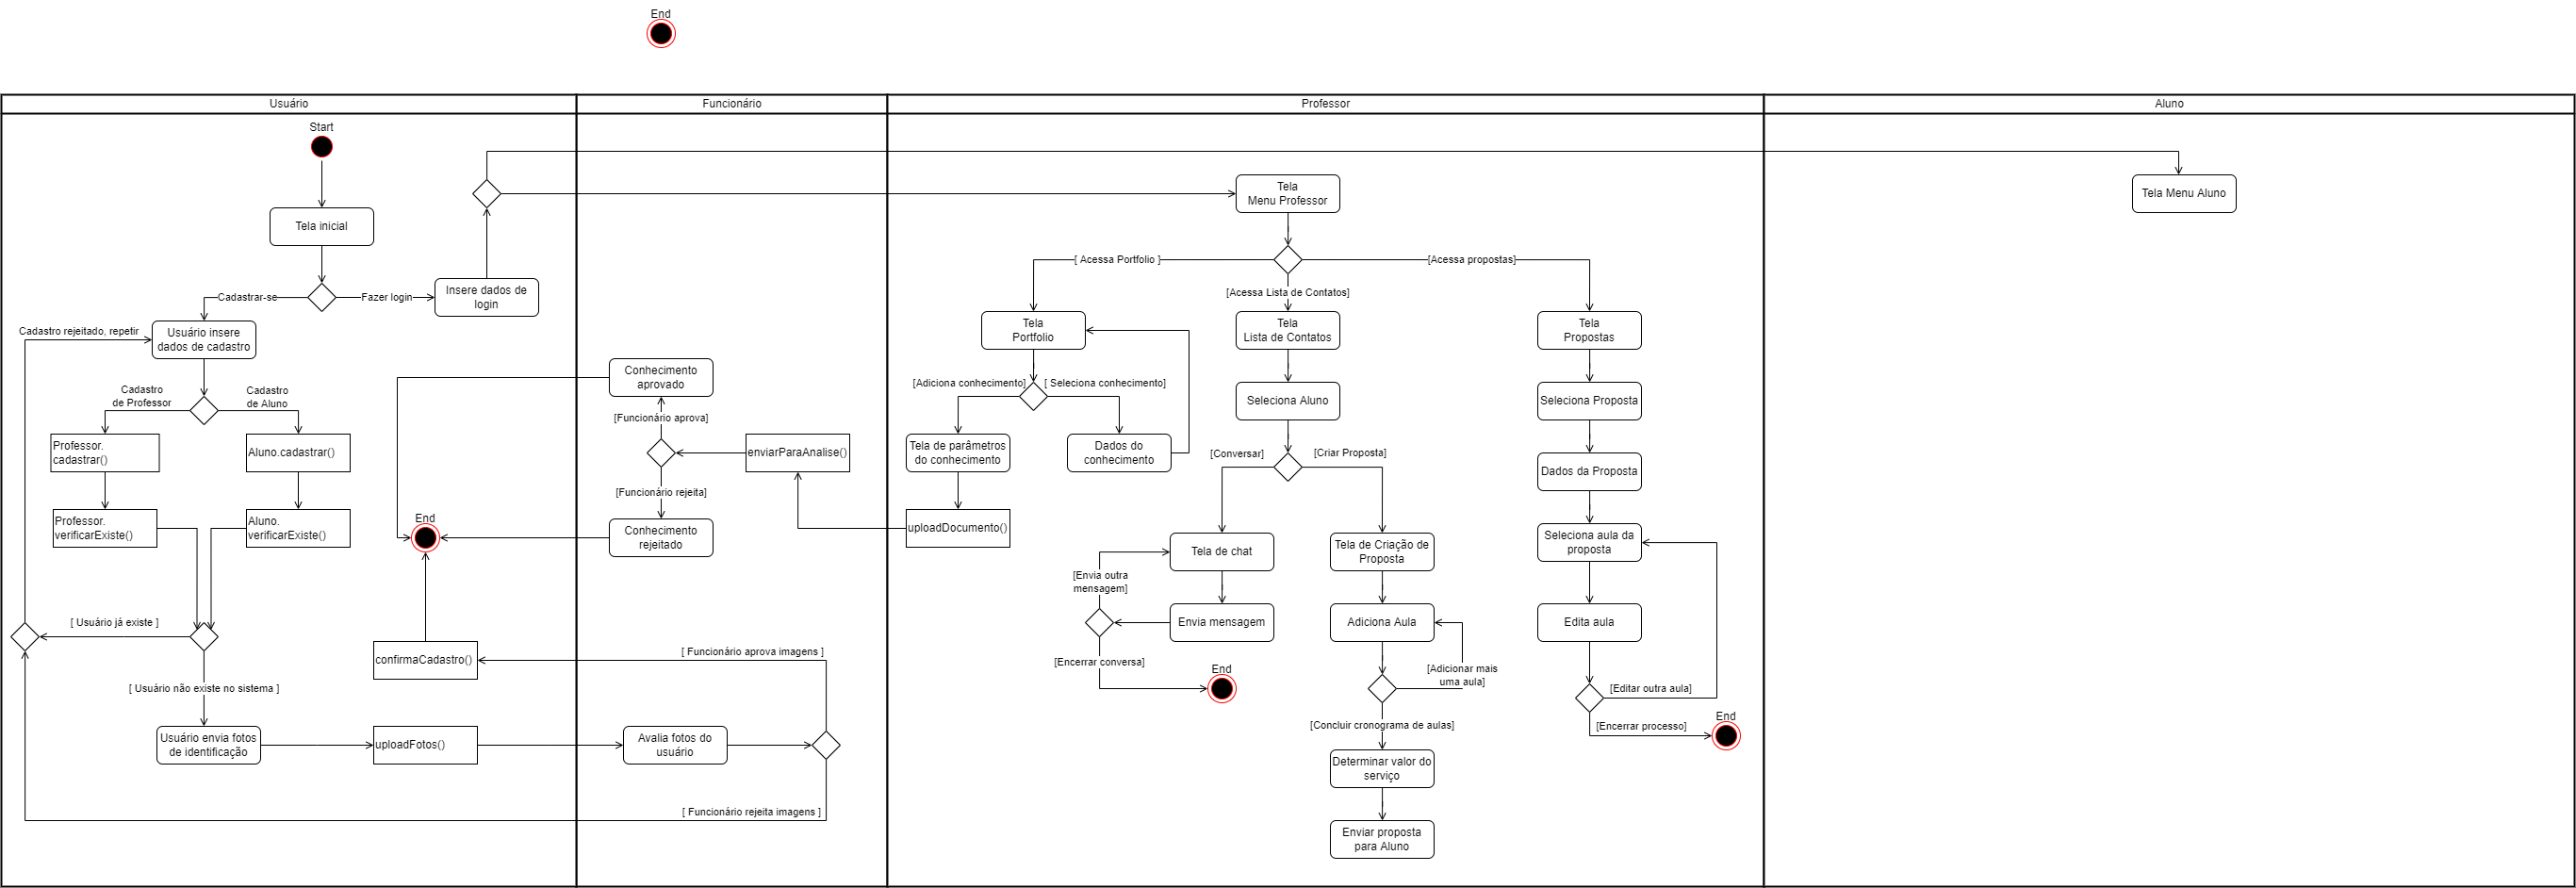 End
Usuário
Funcionário
Professor
Aluno
Start
Tela inicial
Cadastrar-se
Fazer login
Insere dados de
login
Cadastro rejeitado, repetir
Usuário insere
dados de cadastro
Cadastro
de Professor
Cadastro
de Aluno
Professor.
cadastrar()
Aluno.cadastrar()
Professor.
verificarExiste()
Aluno.
verificarExiste()
End
[ Usuário já existe ]
confirmaCadastro()
[ Usuário não existe no sistema ]
Usuário envia fotos
de identificação
uploadFotos()
Conhecimento
aprovado
[Funcionário aprova]
enviarParaAnalise()
[Funcionário rejeita]
Conhecimento
rejeitado
[ Funcionário aprova imagens ]
Avalia fotos do
usuário
[ Funcionário rejeita imagens ]
Tela
Menu Professor
[ Acessa Portfolio ]
[Acessa propostas]
[Acessa Lista de Contatos]
Tela
Portfolio
Tela
Lista de Contatos
Tela
Propostas
[Adiciona conhecimento]
[ Seleciona conhecimento]
Seleciona Aluno
Seleciona Proposta
Tela de parâmetros
do conhecimento
Dados do
conhecimento
[Conversar]
[Criar Proposta]
Dados da Proposta
uploadDocumento()
Tela de chat
Tela de Criação de
Proposta
Seleciona aula da
proposta
[Envia outra
mensagem]
Envia mensagem
Adiciona Aula
Edita aula
[Encerrar conversa]
End
[Adicionar mais
uma aula]
[Editar outra aula]
[Concluir cronograma de aulas]
[Encerrar processo]
End
Determinar valor do
serviço
Enviar proposta
para Aluno
Tela Menu Aluno